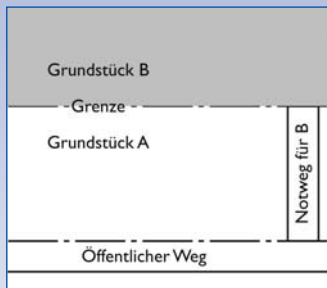 Grundstück B
Grenze
Grundstück A
Notweg für B
Öffentlicher Weg